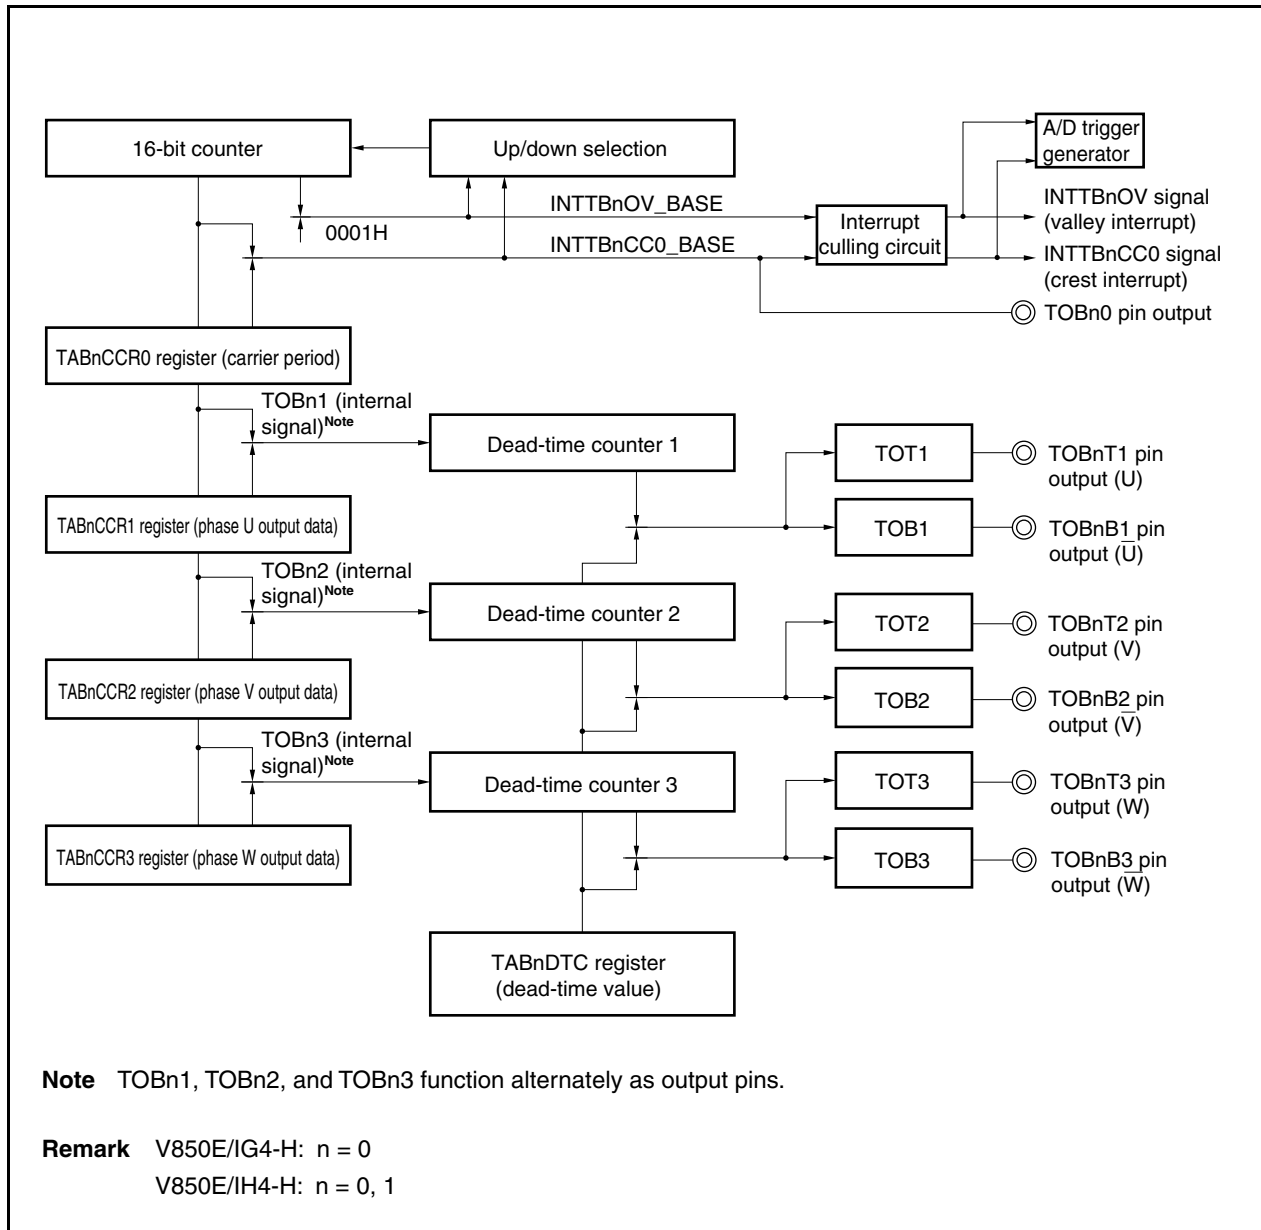 16-bit counter
Up/down selection
A/D trigger
generator
INTTBnOV_BASE
0001H
INTTBnCC0_BASE
Interrupt
culling circuit
INTTBnOV signal
(valley interrupt)
INTTBnCC0 signal
(crest interrupt)
TOBn0 pin output
TABnCCR0 register (carrier period)
TOBn1 (internal
signal)Note
Dead-time counter 1
TOT1
TOBnT1 pin
output (U)
TABnCCR1 register (phase U output data)
TOB1
TOBnB1 pin
output (U̅)
TOBn2 (internal
signal)Note
Dead-time counter 2
TOT2
TOBnT2 pin
output (V)
TABnCCR2 register (phase V output data)
TOB2
TOBnB2 pin
output (V̅)
TOBn3 (internal
signal)Note
Dead-time counter 3
TOT3
TOBnT3 pin
output (W)
TABnCCR3 register (phase W output data)
TOB3
TOBnB3 pin
output (W̅)
TABnDTC register
(dead-time value)
Note TOBn1, TOBn2, and TOBn3 function alternately as output pins.
Remark V850E/IG4-H: n = 0
V850E/IH4-H: n = 0, 1